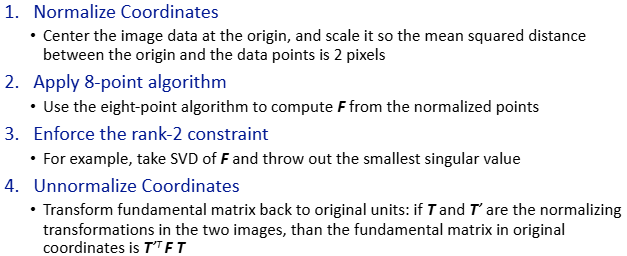 1. Normalize Coordinates
• Center the image data at the origin, and scale it so the mean squared distance
between the origin and the data points is 2 pixels
2. Apply 8-point algorithm
• Use the eight-point algorithm to compute F from the normalized points
3. Enforce the rank-2 constraint
• For example, take SVD of F and throw out the smallest singular value
4. Unnormalize Coordinates
• Transform fundamental matrix back to original units: if T and T′ are the normalizing
transformations in the two images, than the fundamental matrix in original
coordinates is T′ᵀ F T